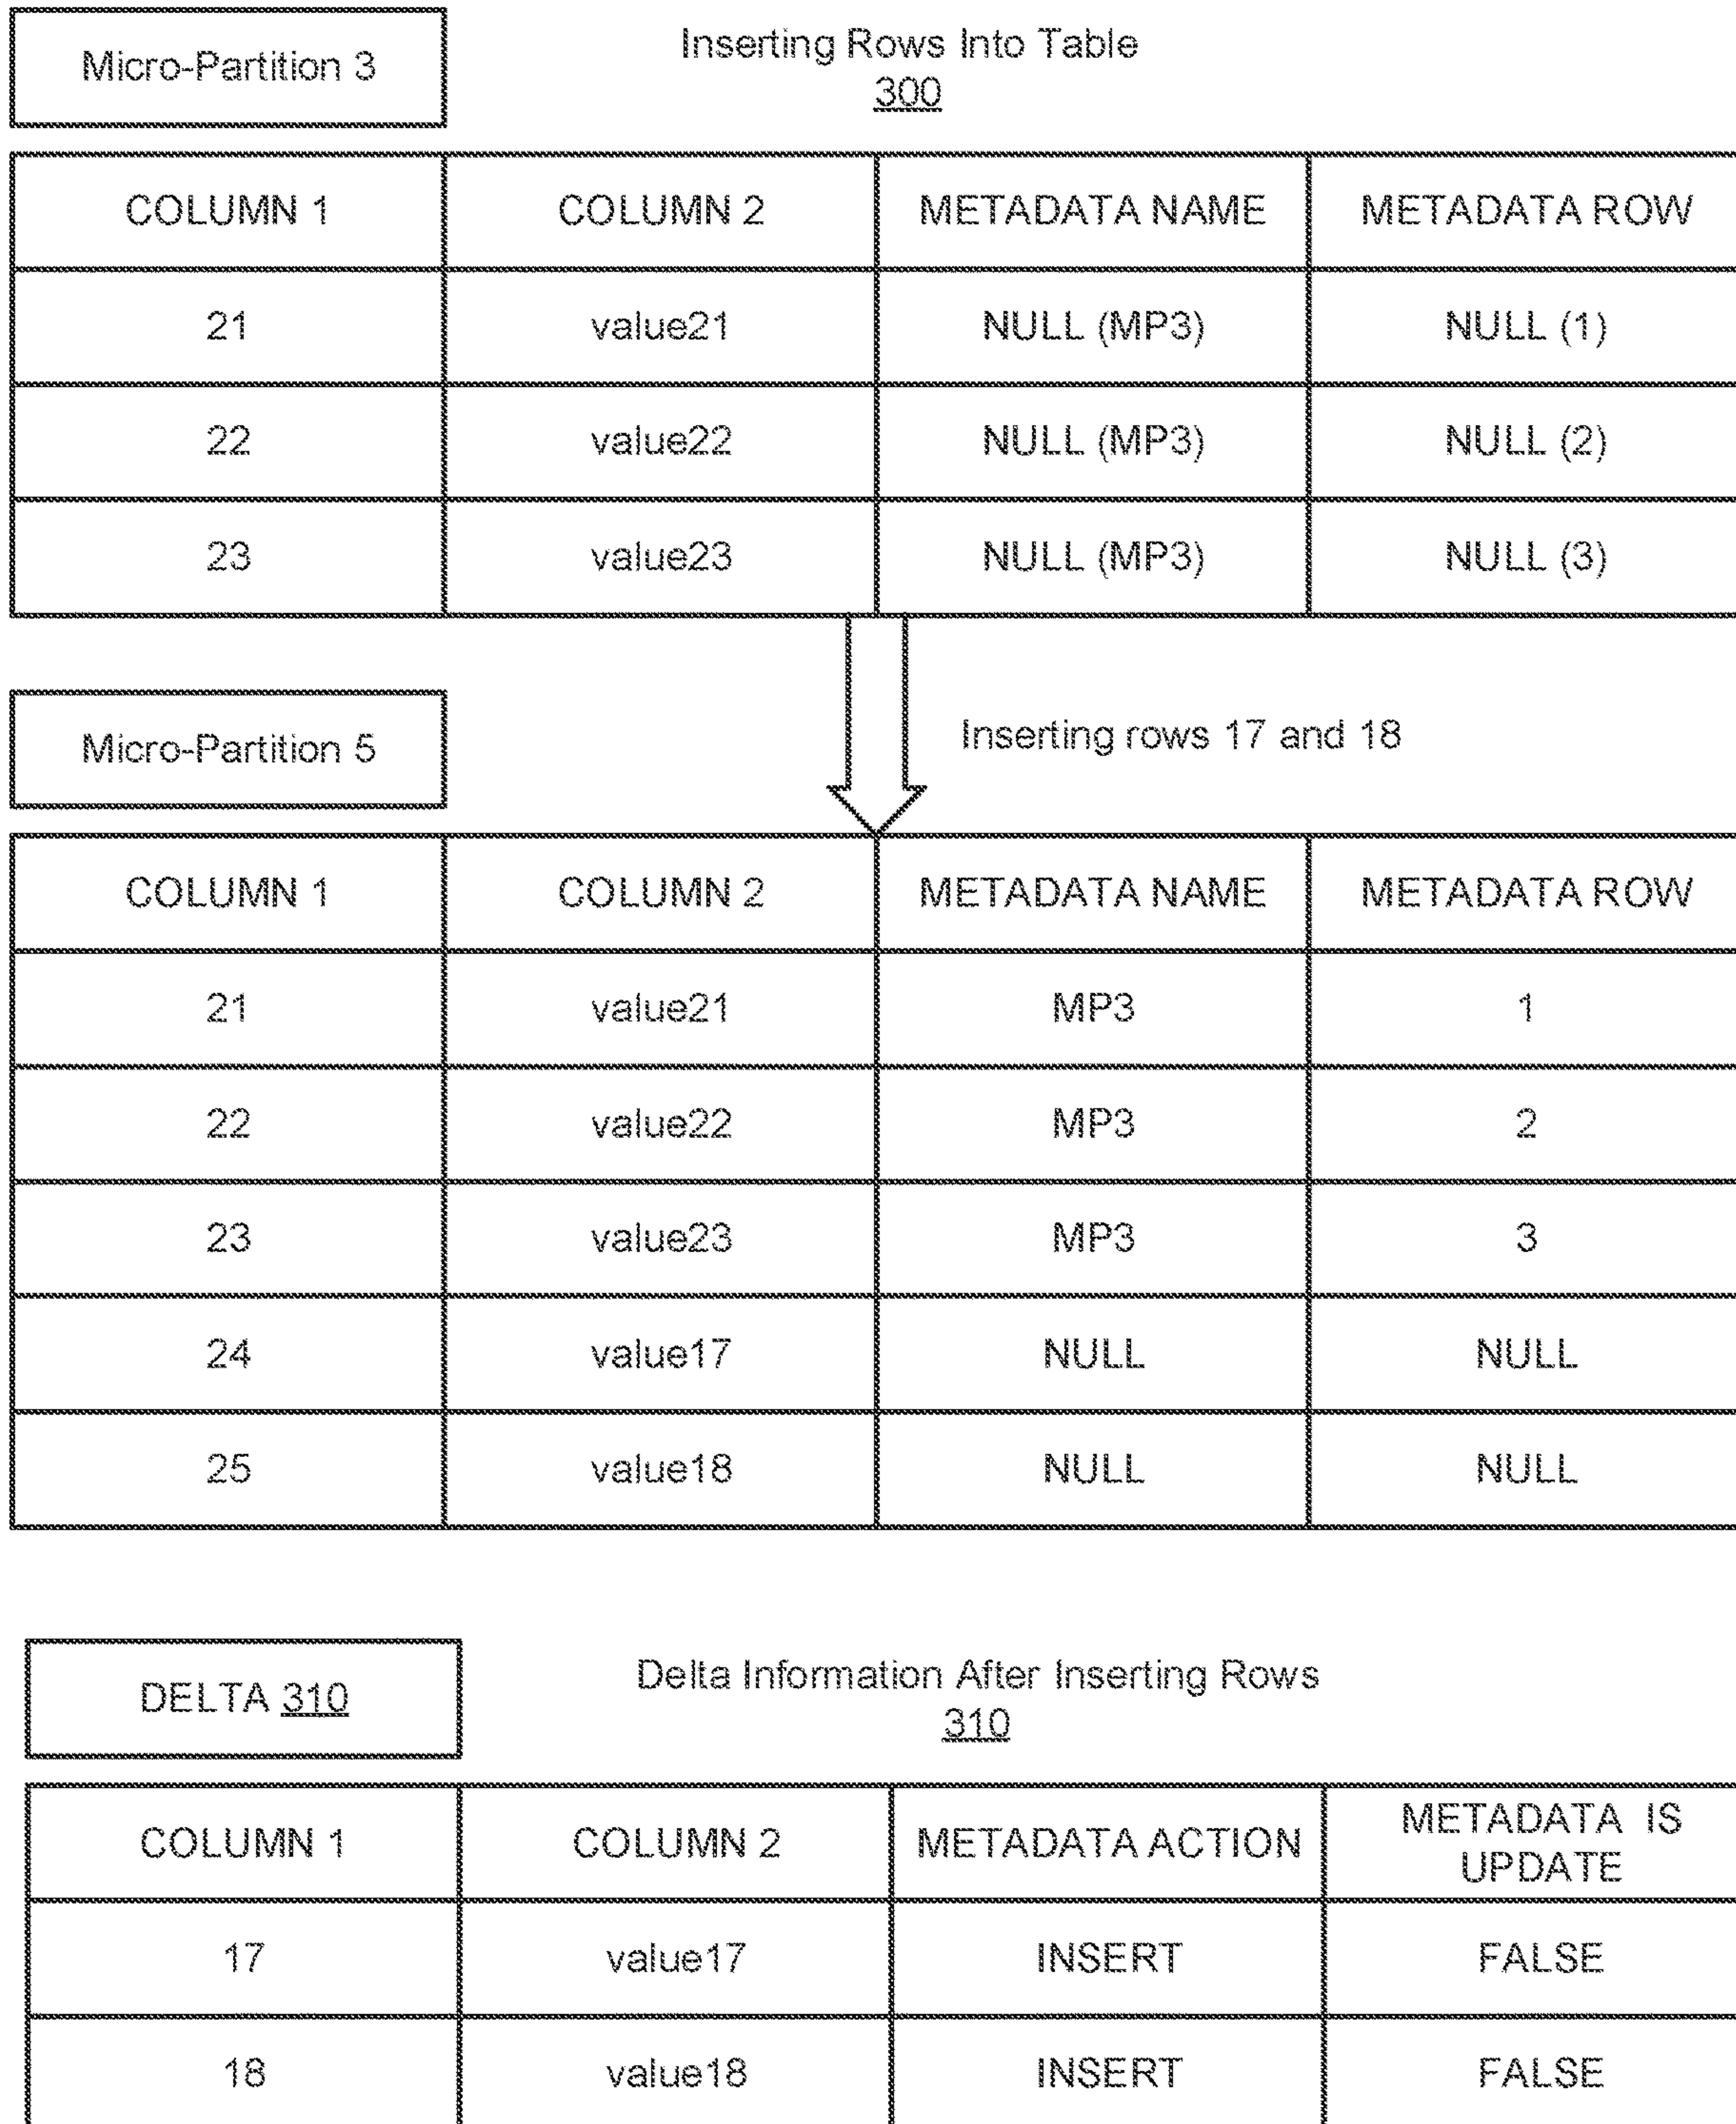 Micro-Partition 3
Inserting Rows Into Table
300
COLUMN 1 COLUMN 2 METADATA NAME METADATA ROW
21 value21 NULL (MP3) NULL (1)
22 value22 NULL (MP3) NULL (2)
23 value23 NULL (MP3) NULL (3)
Micro-Partition 5
Inserting rows 17 and 18
COLUMN 1 COLUMN 2 METADATA NAME METADATA ROW
21 value21 MP3 1
22 value22 MP3 2
23 value23 MP3 3
24 value17 NULL NULL
25 value18 NULL NULL
DELTA 310
Delta Information After Inserting Rows
310
COLUMN 1 COLUMN 2 METADATA ACTION METADATA IS
UPDATE
17 value17 INSERT FALSE
18 value18 INSERT FALSE